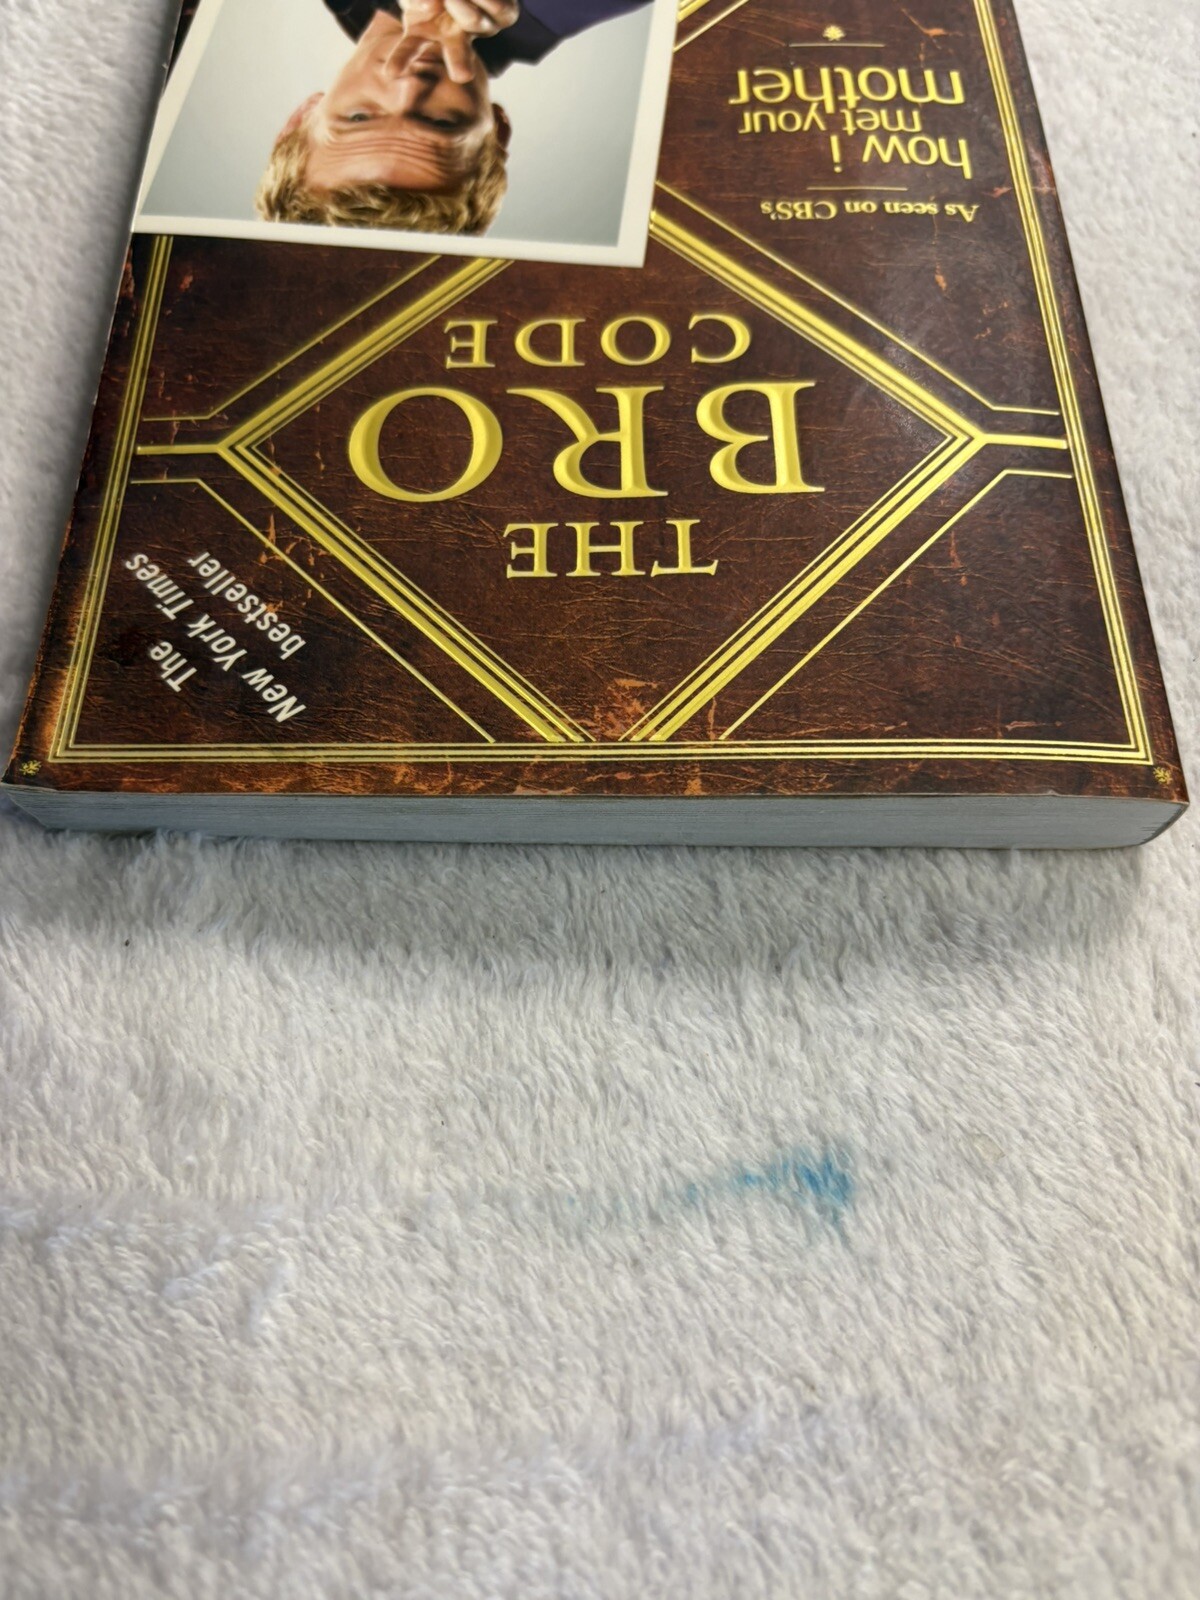 The
New York Times
bestseller
THE
BRO
CODE
As seen on CBS's
how i
met your
mother